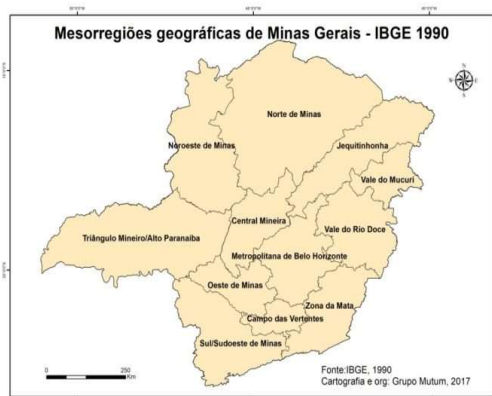 Mesorregiões geográficas de Minas Gerais - IBGE 1990
N
W
E
S
Norte de Minas
Noroeste de Minas
Jequitinhonha
Vale do Mucuri
Central Mineira
Vale do Rio Doce
Triângulo Mineiro/Alto Paranaiba
Metropolitana de Belo Horizonte
Oeste de Minas
Zona da Mata
Campo das Vertentes
Sul/Sudoeste de Minas
0 250
Km
Fonte:IBGE, 1990
Cartografia e org: Grupo Mutum, 2017